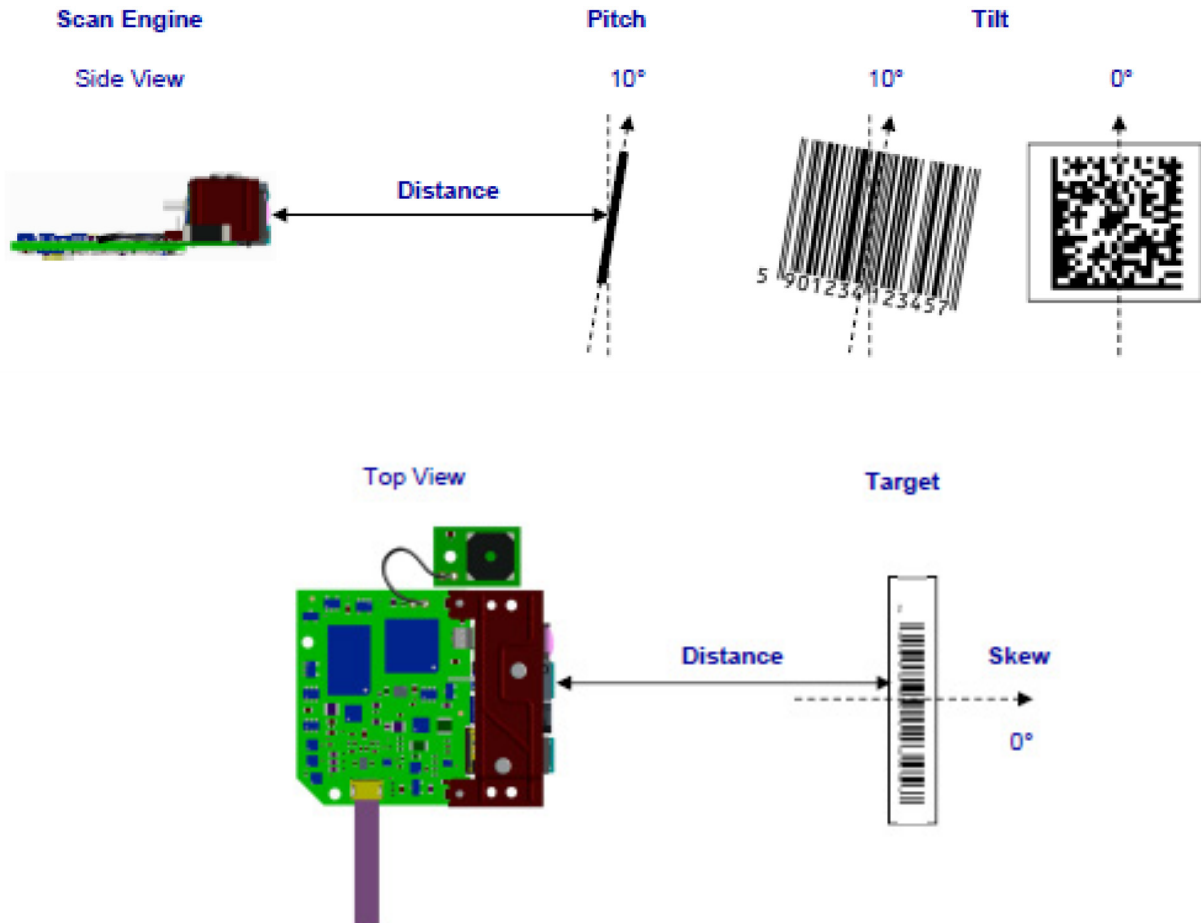 Scan Engine
Pitch
Tilt
Side View
10°
10°
0°
Distance
5 901234 123457
Top View
Target
Distance
Skew
0°